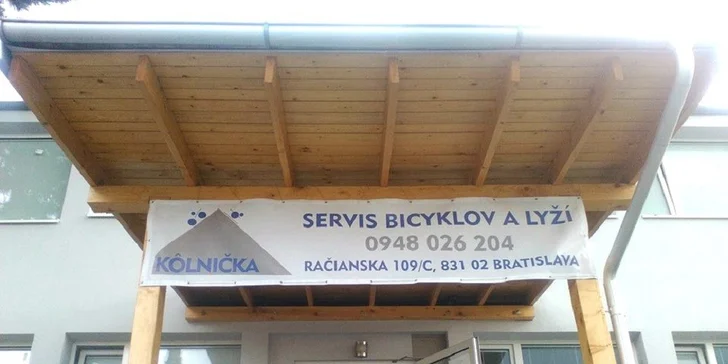 SERVIS BICYKLOV A LYŽÍ
0948 026 204
KÔLNIČKA
RAČIANSKA 109/C, 831 02 BRATISLAVA